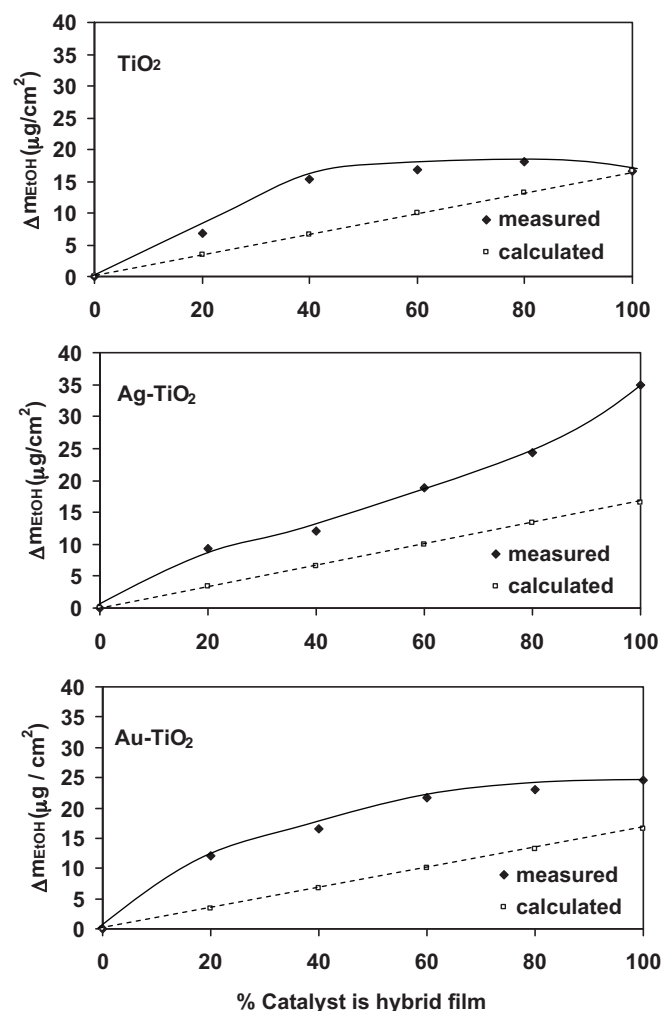 40
35
30
25
20
15
10
5
0
ΔmEtOH(μg/cm²)
TiO₂
measured
calculated
0 20 40 60 80 100
40
35
30
25
20
15
10
5
0
ΔmEtOH(μg/cm²)
Ag-TiO₂
measured
calculated
0 20 40 60 80 100
40
35
30
25
20
15
10
5
0
ΔmEtOH(μg / cm²)
Au-TiO₂
measured
calculated
0 20 40 60 80 100
% Catalyst is hybrid film